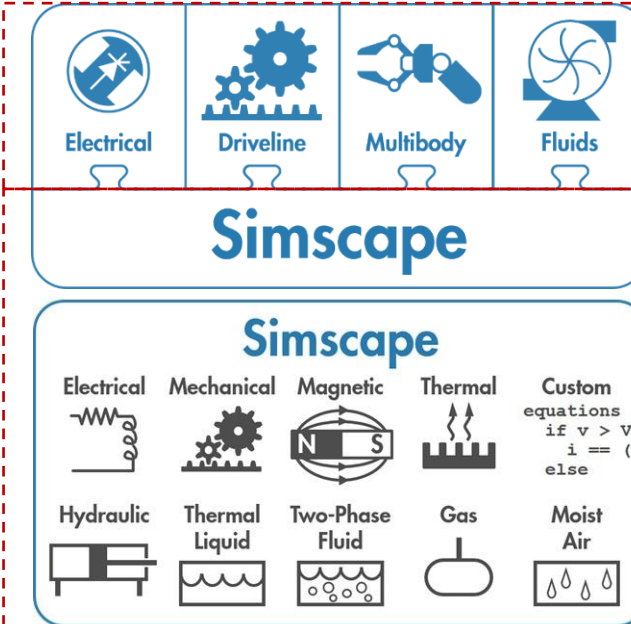 Electrical Driveline Multibody Fluids
Simscape
Simscape
Electrical Mechanical Magnetic Thermal Custom
equations
if v > V
N S
i == (
else
Hydraulic Thermal Liquid Two-Phase Fluid Gas Moist Air